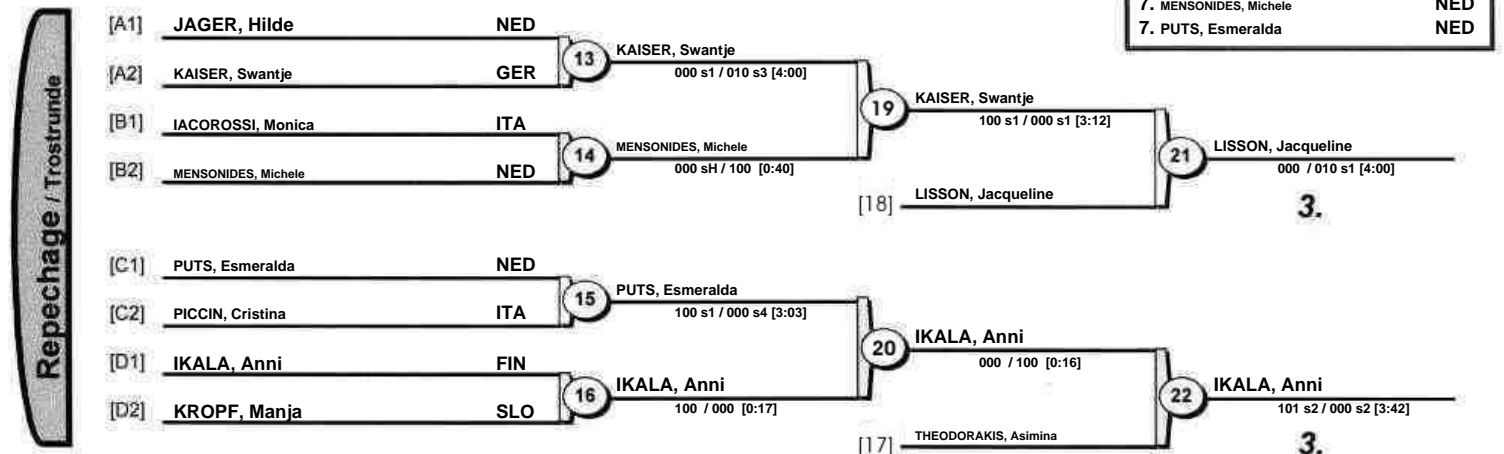 7. MENSONIDES, Michele NED
7. PUTS, Esmeralda NED
Repechage / Trostrunde
[A1] JAGER, Hilde NED
13 KAISER, Swantje
000 s1 / 010 s3 [4:00]
[A2] KAISER, Swantje GER
19 KAISER, Swantje
100 s1 / 000 s1 [3:12]
[B1] IACOROSSI, Monica ITA
14 MENSONIDES, Michele
000 sH / 100 [0:40]
21 LISSON, Jacqueline
000 / 010 s1 [4:00]
[B2] MENSONIDES, Michele NED
[18] LISSON, Jacqueline
3.
[C1] PUTS, Esmeralda NED
15 PUTS, Esmeralda
100 s1 / 000 s4 [3:03]
[C2] PICCIN, Cristina ITA
20 IKALA, Anni
000 / 100 [0:16]
[D1] IKALA, Anni FIN
16 IKALA, Anni
100 / 000 [0:17]
22 IKALA, Anni
101 s2 / 000 s2 [3:42]
[D2] KROPF, Manja SLO
[17] THEODORAKIS, Asimina
3.